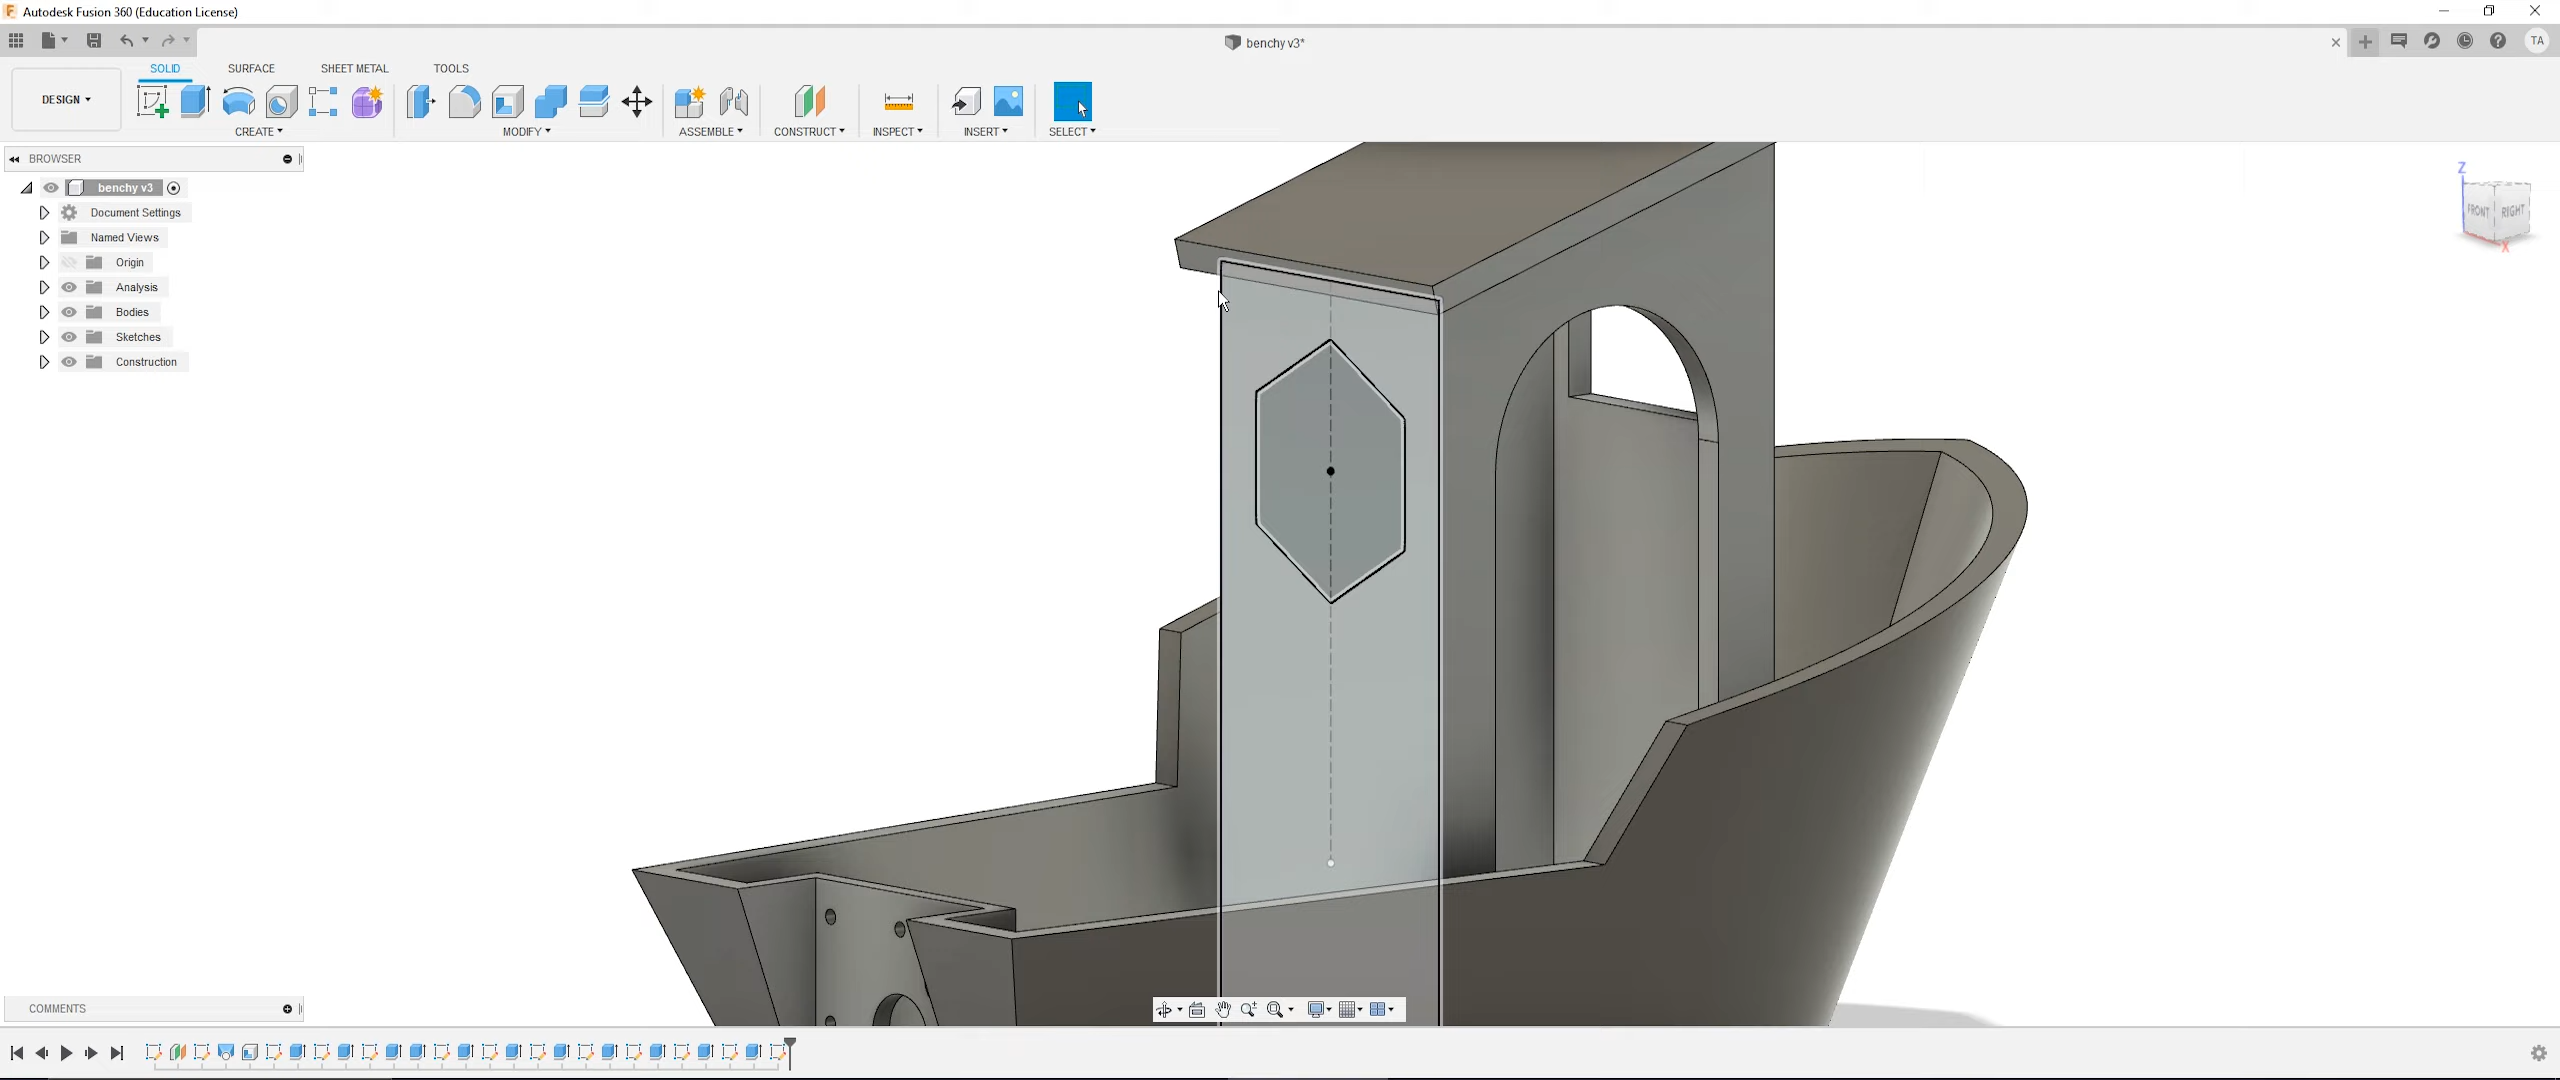 Autodesk Fusion 360 (Education License)
benchy v3*
TA
DESIGN
SOLID SURFACE SHEET METAL TOOLS
CREATE MODIFY ASSEMBLE CONSTRUCT INSPECT INSERT SELECT
BROWSER
benchy v3
Document Settings
Named Views
Origin
Analysis
Bodies
Sketches
Construction
Z
FRONT RIGHT
X
COMMENTS